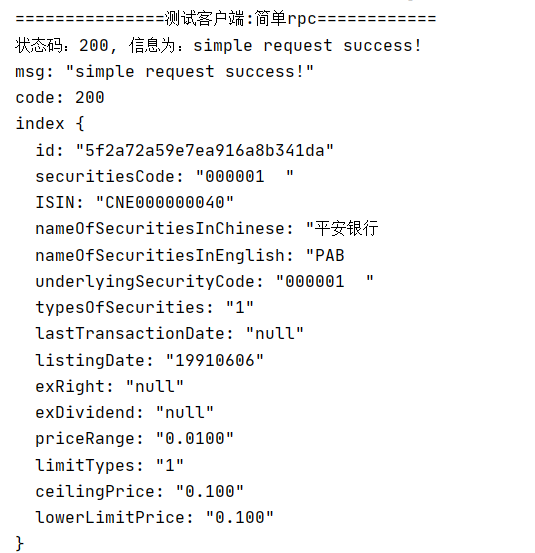 ===============测试客户端:简单rpc============
状态码：200, 信息为：simple request success!
msg: "simple request success!"
code: 200
index {
  id: "5f2a72a59e7ea916a8b341da"
  securitiesCode: "000001  "
  ISIN: "CNE000000040"
  nameOfSecuritiesInChinese: "平安银行
  nameOfSecuritiesInEnglish: "PAB
  underlyingSecurityCode: "000001  "
  typesOfSecurities: "1"
  lastTransactionDate: "null"
  listingDate: "19910606"
  exRight: "null"
  exDividend: "null"
  priceRange: "0.0100"
  limitTypes: "1"
  ceilingPrice: "0.100"
  lowerLimitPrice: "0.100"
}